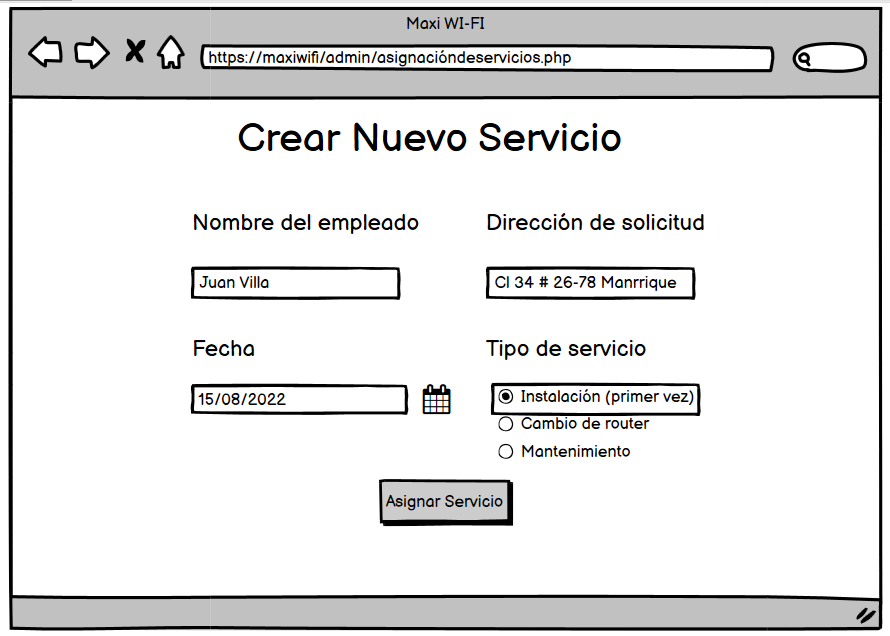 Maxi WI-FI
https://maxiwifi/admin/asignacióndeservicios.php
Crear Nuevo Servicio
Nombre del empleado
Dirección de solicitud
Juan Villa
Cl 34 # 26-78 Manrrique
Fecha
Tipo de servicio
15/08/2022
Instalación (primer vez)
Cambio de router
Mantenimiento
Asignar Servicio